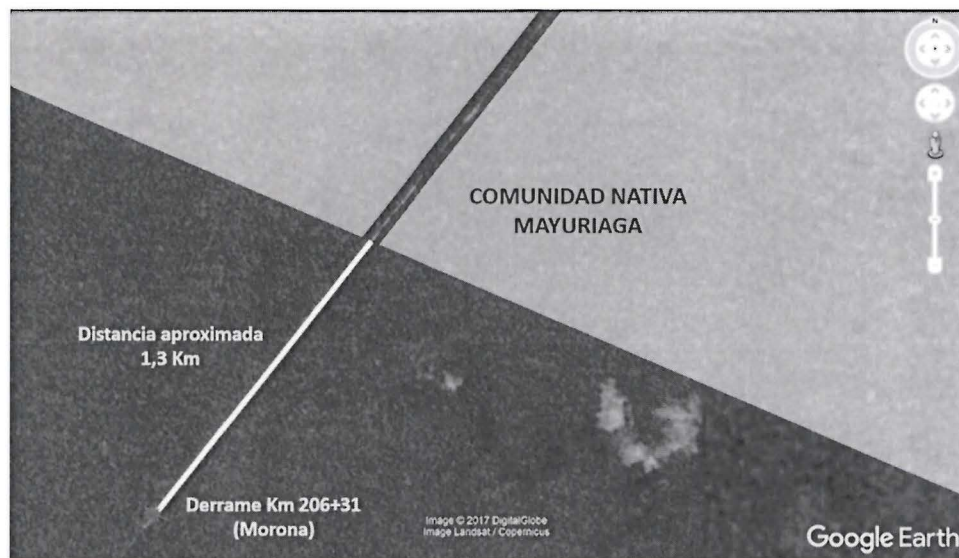 N
COMUNIDAD NATIVA
MAYURIAGA
Distancia aproximada
1,3 Km
Derrame Km 206+31
(Morona)
Image © 2017 DigitalGlobe
Image Landsat / Copernicus
Google Earth